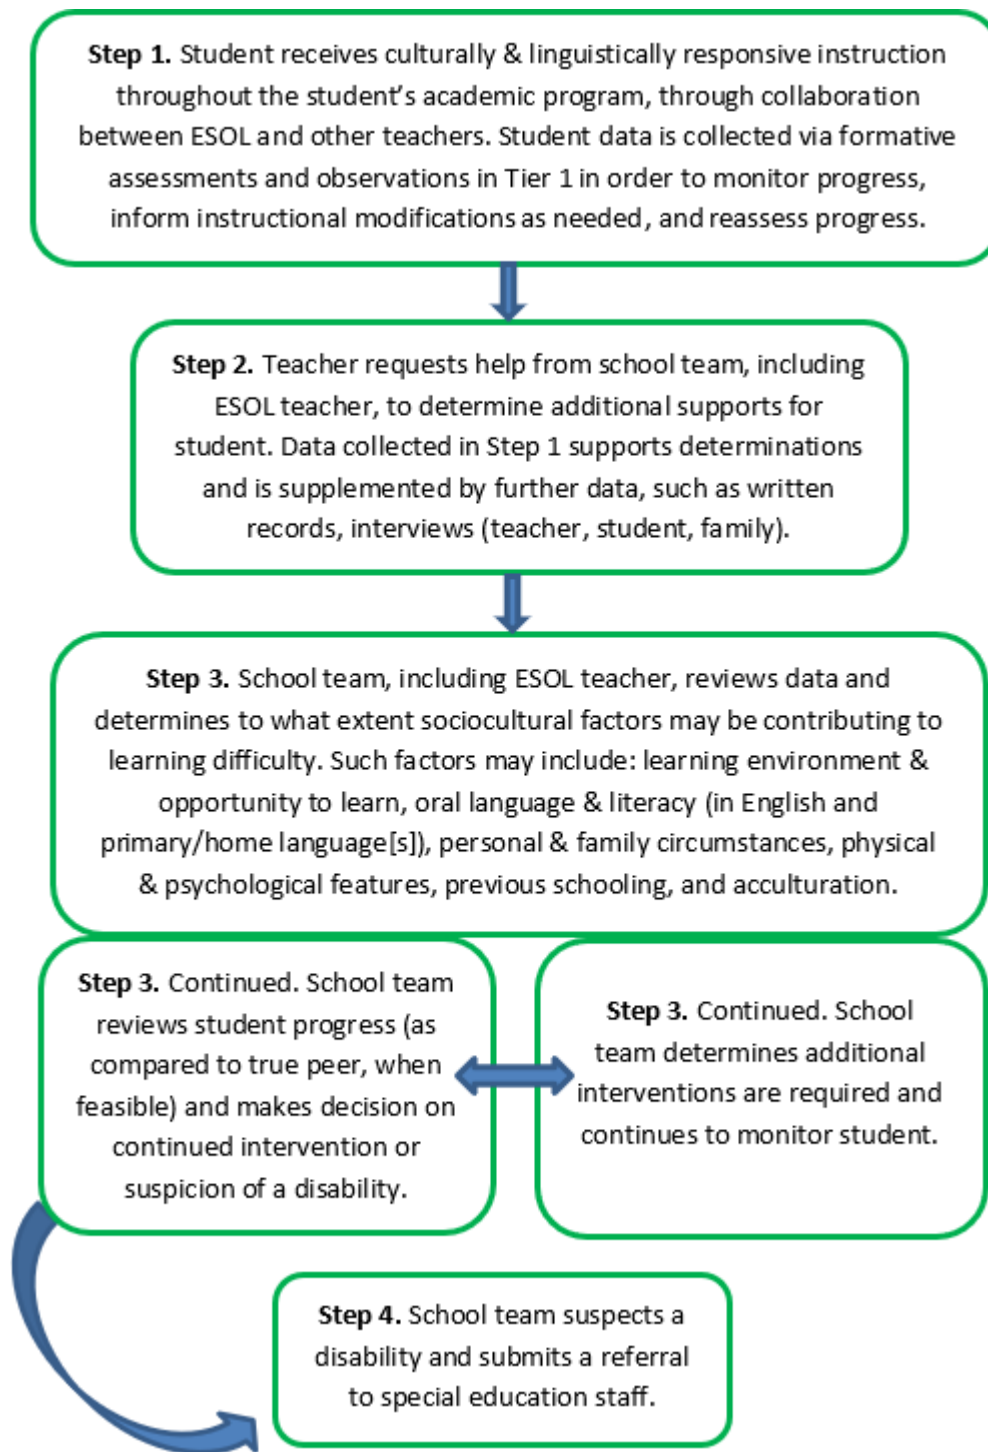 Step 1. Student receives culturally & linguistically responsive instruction
throughout the student's academic program, through collaboration
between ESOL and other teachers. Student data is collected via formative
assessments and observations in Tier 1 in order to monitor progress,
inform instructional modifications as needed, and reassess progress.
Step 2. Teacher requests help from school team, including
ESOL teacher, to determine additional supports for
student. Data collected in Step 1 supports determinations
and is supplemented by further data, such as written
records, interviews (teacher, student, family).
Step 3. School team, including ESOL teacher, reviews data and
determines to what extent sociocultural factors may be contributing to
learning difficulty. Such factors may include: learning environment &
opportunity to learn, oral language & literacy (in English and
primary/home language[s]), personal & family circumstances, physical
& psychological features, previous schooling, and acculturation.
Step 3. Continued. School team
reviews student progress (as
compared to true peer, when
feasible) and makes decision on
continued intervention or
suspicion of a disability.
Step 3. Continued. School
team determines additional
interventions are required and
continues to monitor student.
Step 4. School team suspects a
disability and submits a referral
to special education staff.